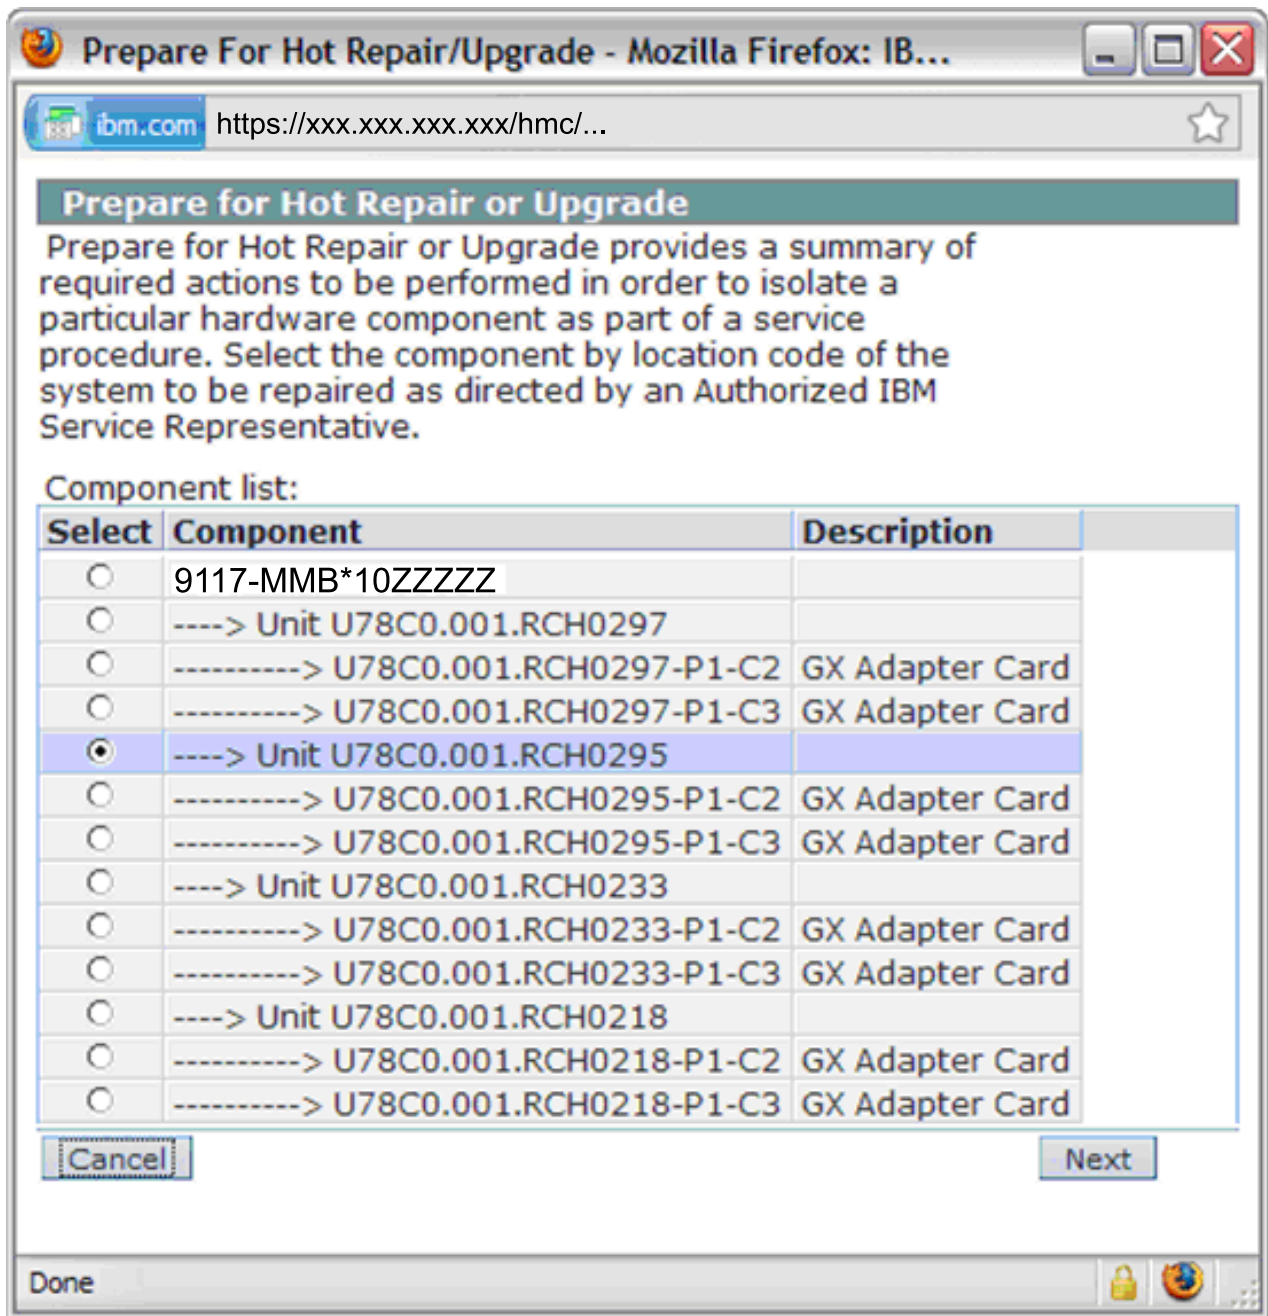 Prepare For Hot Repair/Upgrade - Mozilla Firefox: IB...
ibm.com https://xxx.xxx.xxx.xxx/hmc/...
Prepare for Hot Repair or Upgrade
Prepare for Hot Repair or Upgrade provides a summary of
required actions to be performed in order to isolate a
particular hardware component as part of a service
procedure. Select the component by location code of the
system to be repaired as directed by an Authorized IBM
Service Representative.
Component list:
Select Component Description
9117-MMB*10ZZZZZ
----> Unit U78C0.001.RCH0297
----------> U78C0.001.RCH0297-P1-C2 GX Adapter Card
----------> U78C0.001.RCH0297-P1-C3 GX Adapter Card
----> Unit U78C0.001.RCH0295
----------> U78C0.001.RCH0295-P1-C2 GX Adapter Card
----------> U78C0.001.RCH0295-P1-C3 GX Adapter Card
----> Unit U78C0.001.RCH0233
----------> U78C0.001.RCH0233-P1-C2 GX Adapter Card
----------> U78C0.001.RCH0233-P1-C3 GX Adapter Card
----> Unit U78C0.001.RCH0218
----------> U78C0.001.RCH0218-P1-C2 GX Adapter Card
----------> U78C0.001.RCH0218-P1-C3 GX Adapter Card
Cancel Next
Done